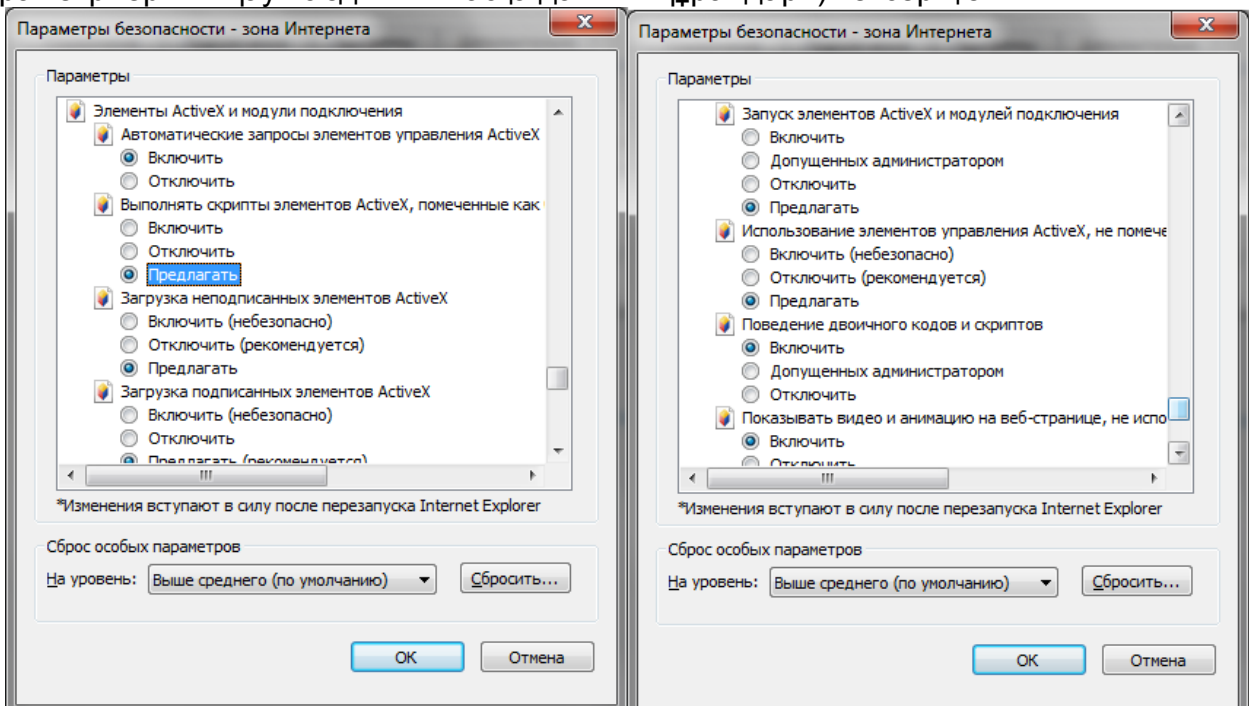 Параметры безопасности - зона Интернета
Параметры
Элементы ActiveX и модули подключения
Автоматические запросы элементов управления ActiveX
Включить
Отключить
Выполнять скрипты элементов ActiveX, помеченные как
Включить
Отключить
Предлагать
Загрузка неподписанных элементов ActiveX
Включить (небезопасно)
Отключить (рекомендуется)
Предлагать
Загрузка подписанных элементов ActiveX
Включить (небезопасно)
Отключить
Предлагать (рекомендуется)
*Изменения вступают в силу после перезапуска Internet Explorer
Сброс особых параметров
На уровень: Выше среднего (по умолчанию) Сбросить...
ОК Отмена
Параметры безопасности - зона Интернета
Параметры
Запуск элементов ActiveX и модулей подключения
Включить
Допущенных администратором
Отключить
Предлагать
Использование элементов управления ActiveX, не помече
Включить (небезопасно)
Отключить (рекомендуется)
Предлагать
Поведение двоичного кодов и скриптов
Включить
Допущенных администратором
Отключить
Показывать видео и анимацию на веб-странице, не испо
Включить
Отключить
*Изменения вступают в силу после перезапуска Internet Explorer
Сброс особых параметров
На уровень: Выше среднего (по умолчанию) Сбросить...
ОК Отмена